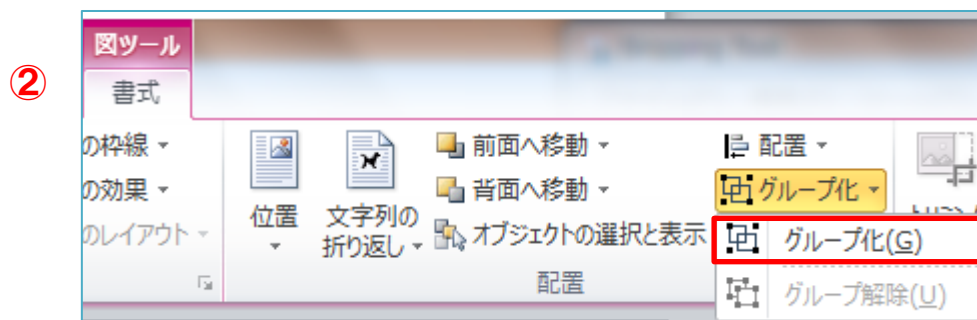 図ツール
②
書式
の枠線
の効果
のレイアウト
位置
文字列の
折り返し
前面へ移動
背面へ移動
オブジェクトの選択と表示
配置
配置
グループ化
グループ化(G)
グループ解除(U)